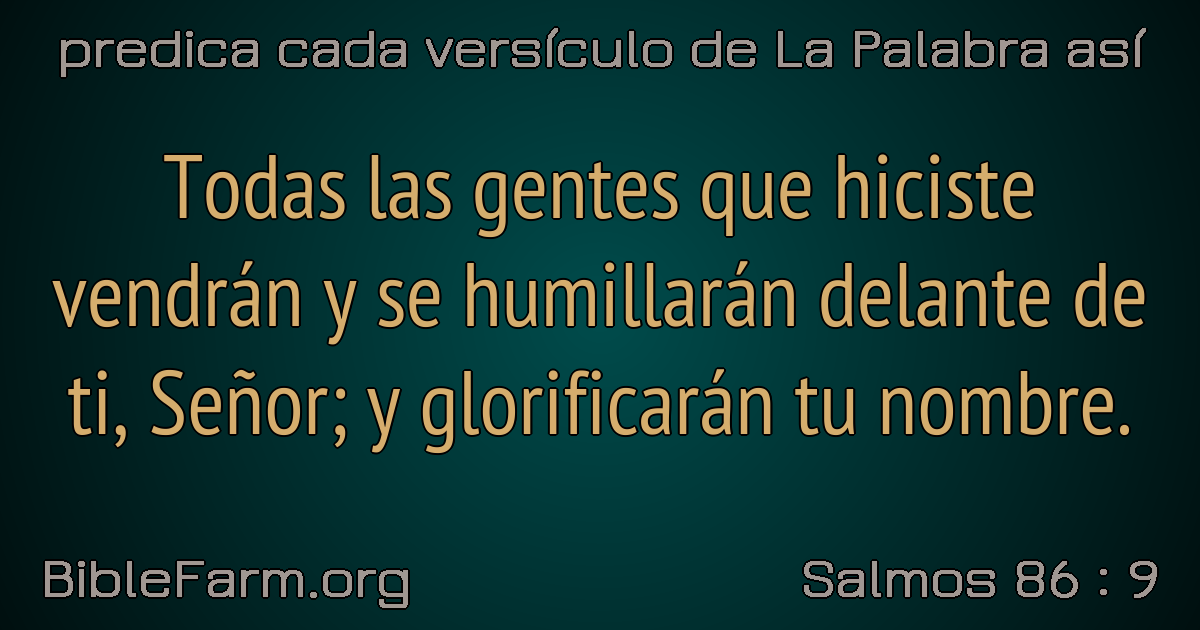 predica cada versículo de La Palabra así
Todas las gentes que hiciste
vendrán y se humillarán delante de
ti, Señor; y glorificarán tu nombre.
BibleFarm.org
Salmos 86 : 9